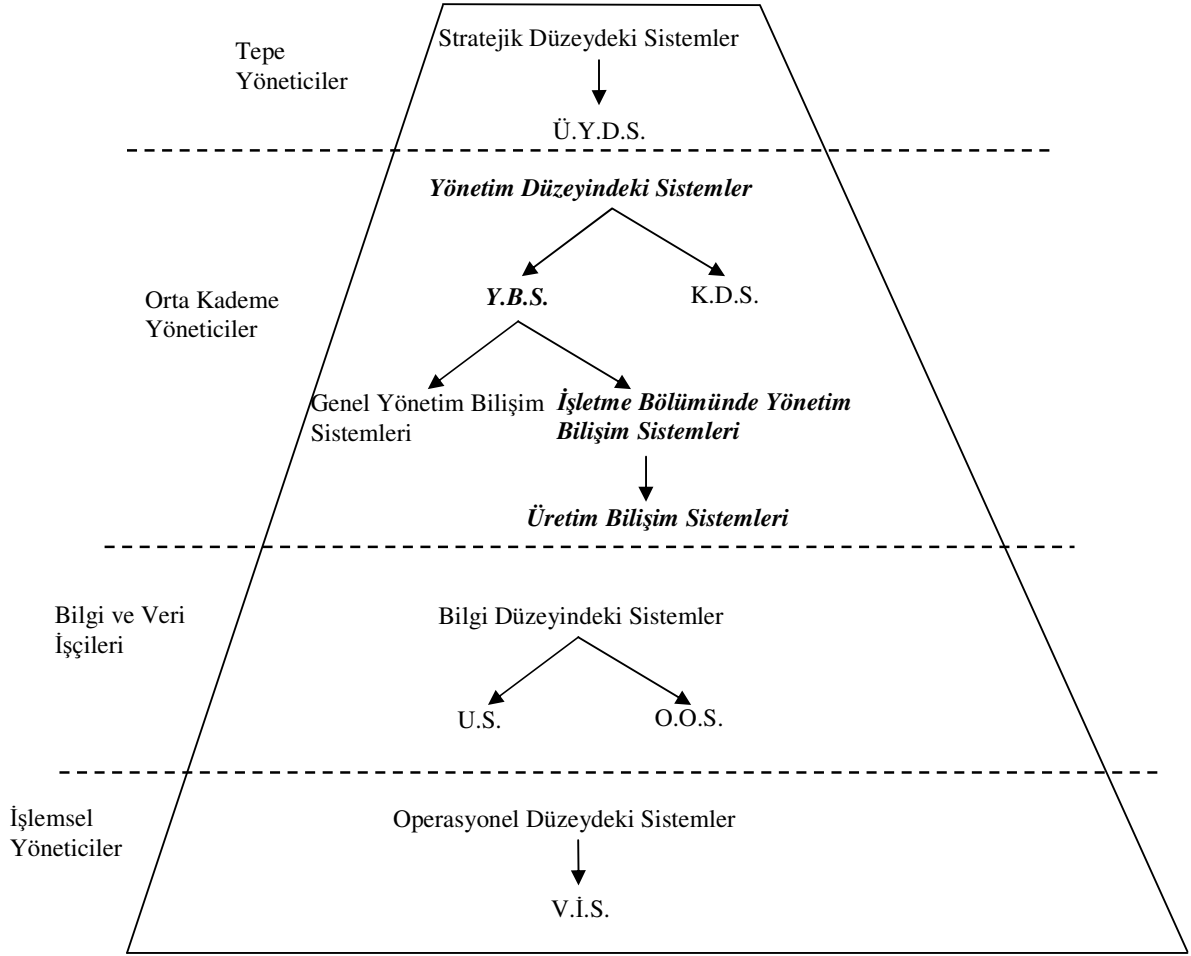 Tepe
Yöneticiler
Stratejik Düzeydeki Sistemler
Ü.Y.D.S.
Yönetim Düzeyindeki Sistemler
Orta Kademe
Yöneticiler
Y.B.S.
K.D.S.
Genel Yönetim Bilişim
Sistemleri
İşletme Bölümünde Yönetim
Bilişim Sistemleri
Üretim Bilişim Sistemleri
Bilgi ve Veri
İşçileri
Bilgi Düzeyindeki Sistemler
U.S.
O.O.S.
İşlemsel
Yöneticiler
Operasyonel Düzeydeki Sistemler
V.İ.S.